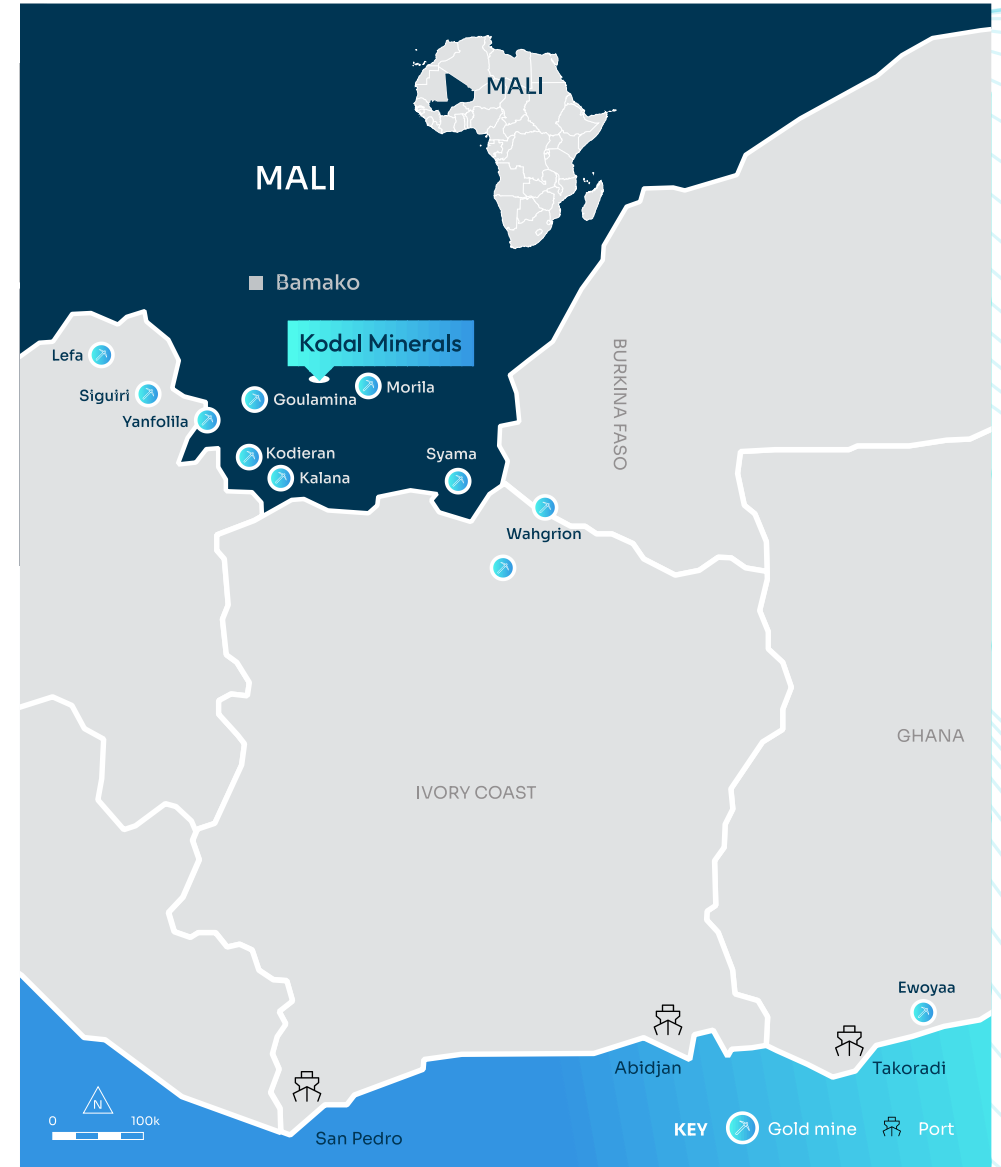 MALI
MALI
Bamako
Kodal Minerals
Lefa
Siguiri
Yanfolila
Goulamina
Morila
Kodieran
Kalana
Syama
Wahgrion
BURKINA FASO
GHANA
IVORY COAST
Ewoyaa
Abidjan
Takoradi
San Pedro
N
0 100k
KEY Gold mine Port